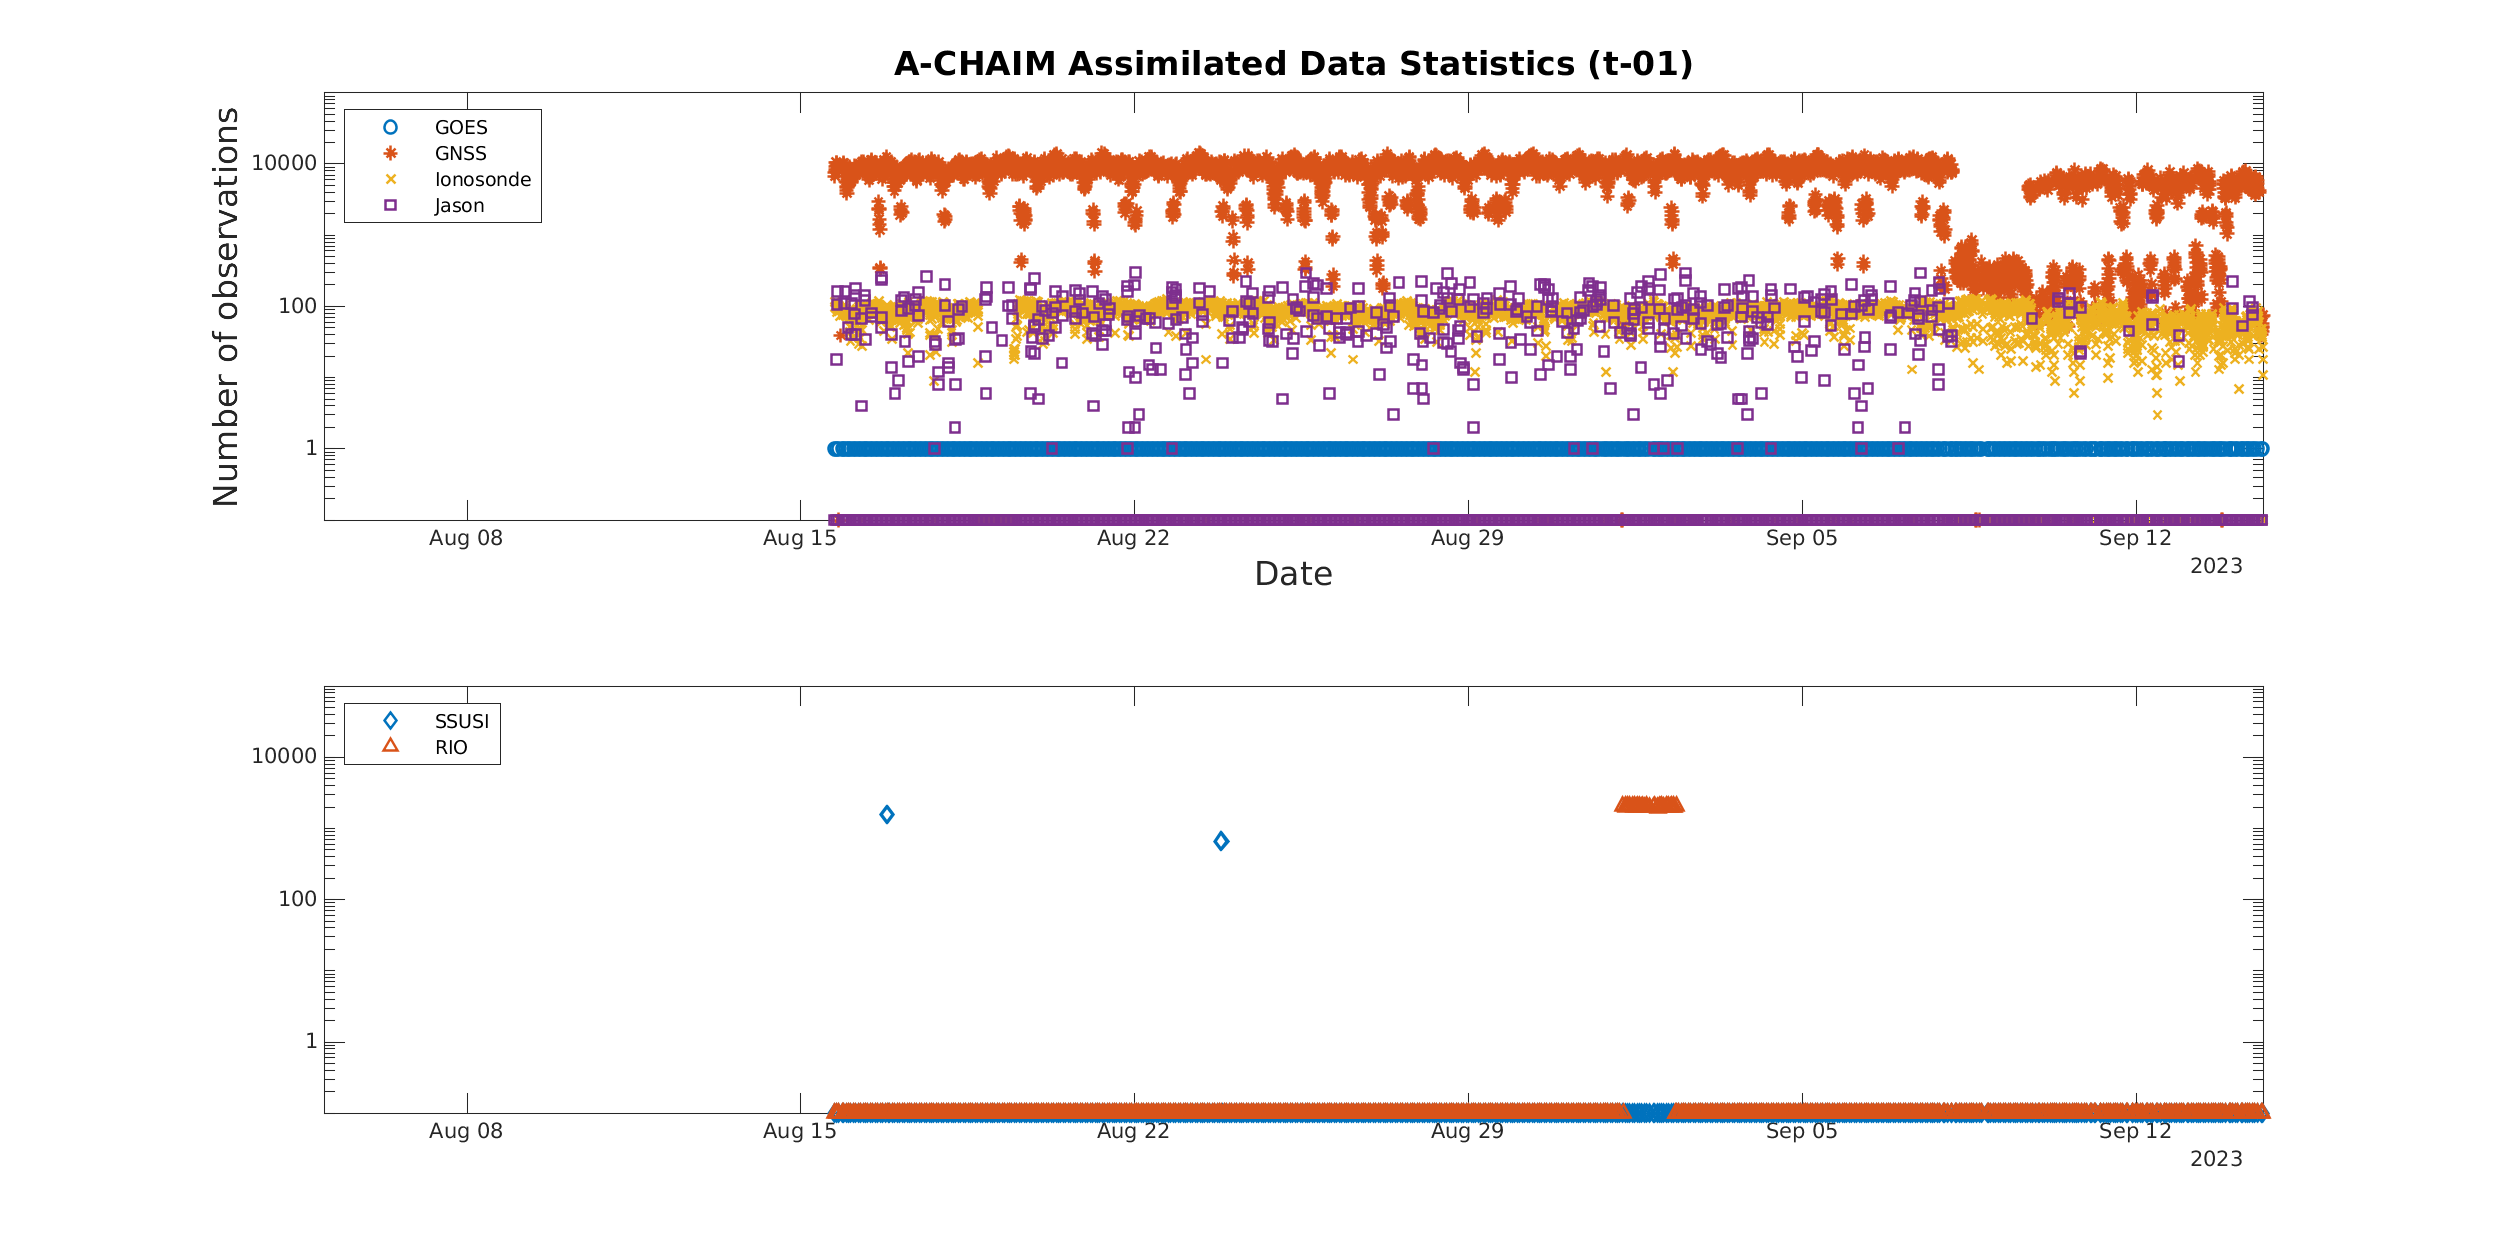 A-CHAIM Assimilated Data Statistics (t-01)
Number of observations
10000
100
1
GOES
GNSS
Ionosonde
Jason
Aug 08
Aug 15
Aug 22
Aug 29
Sep 05
Sep 12
2023
Date
10000
100
1
SSUSI
RIO
Aug 08
Aug 15
Aug 22
Aug 29
Sep 05
Sep 12
2023